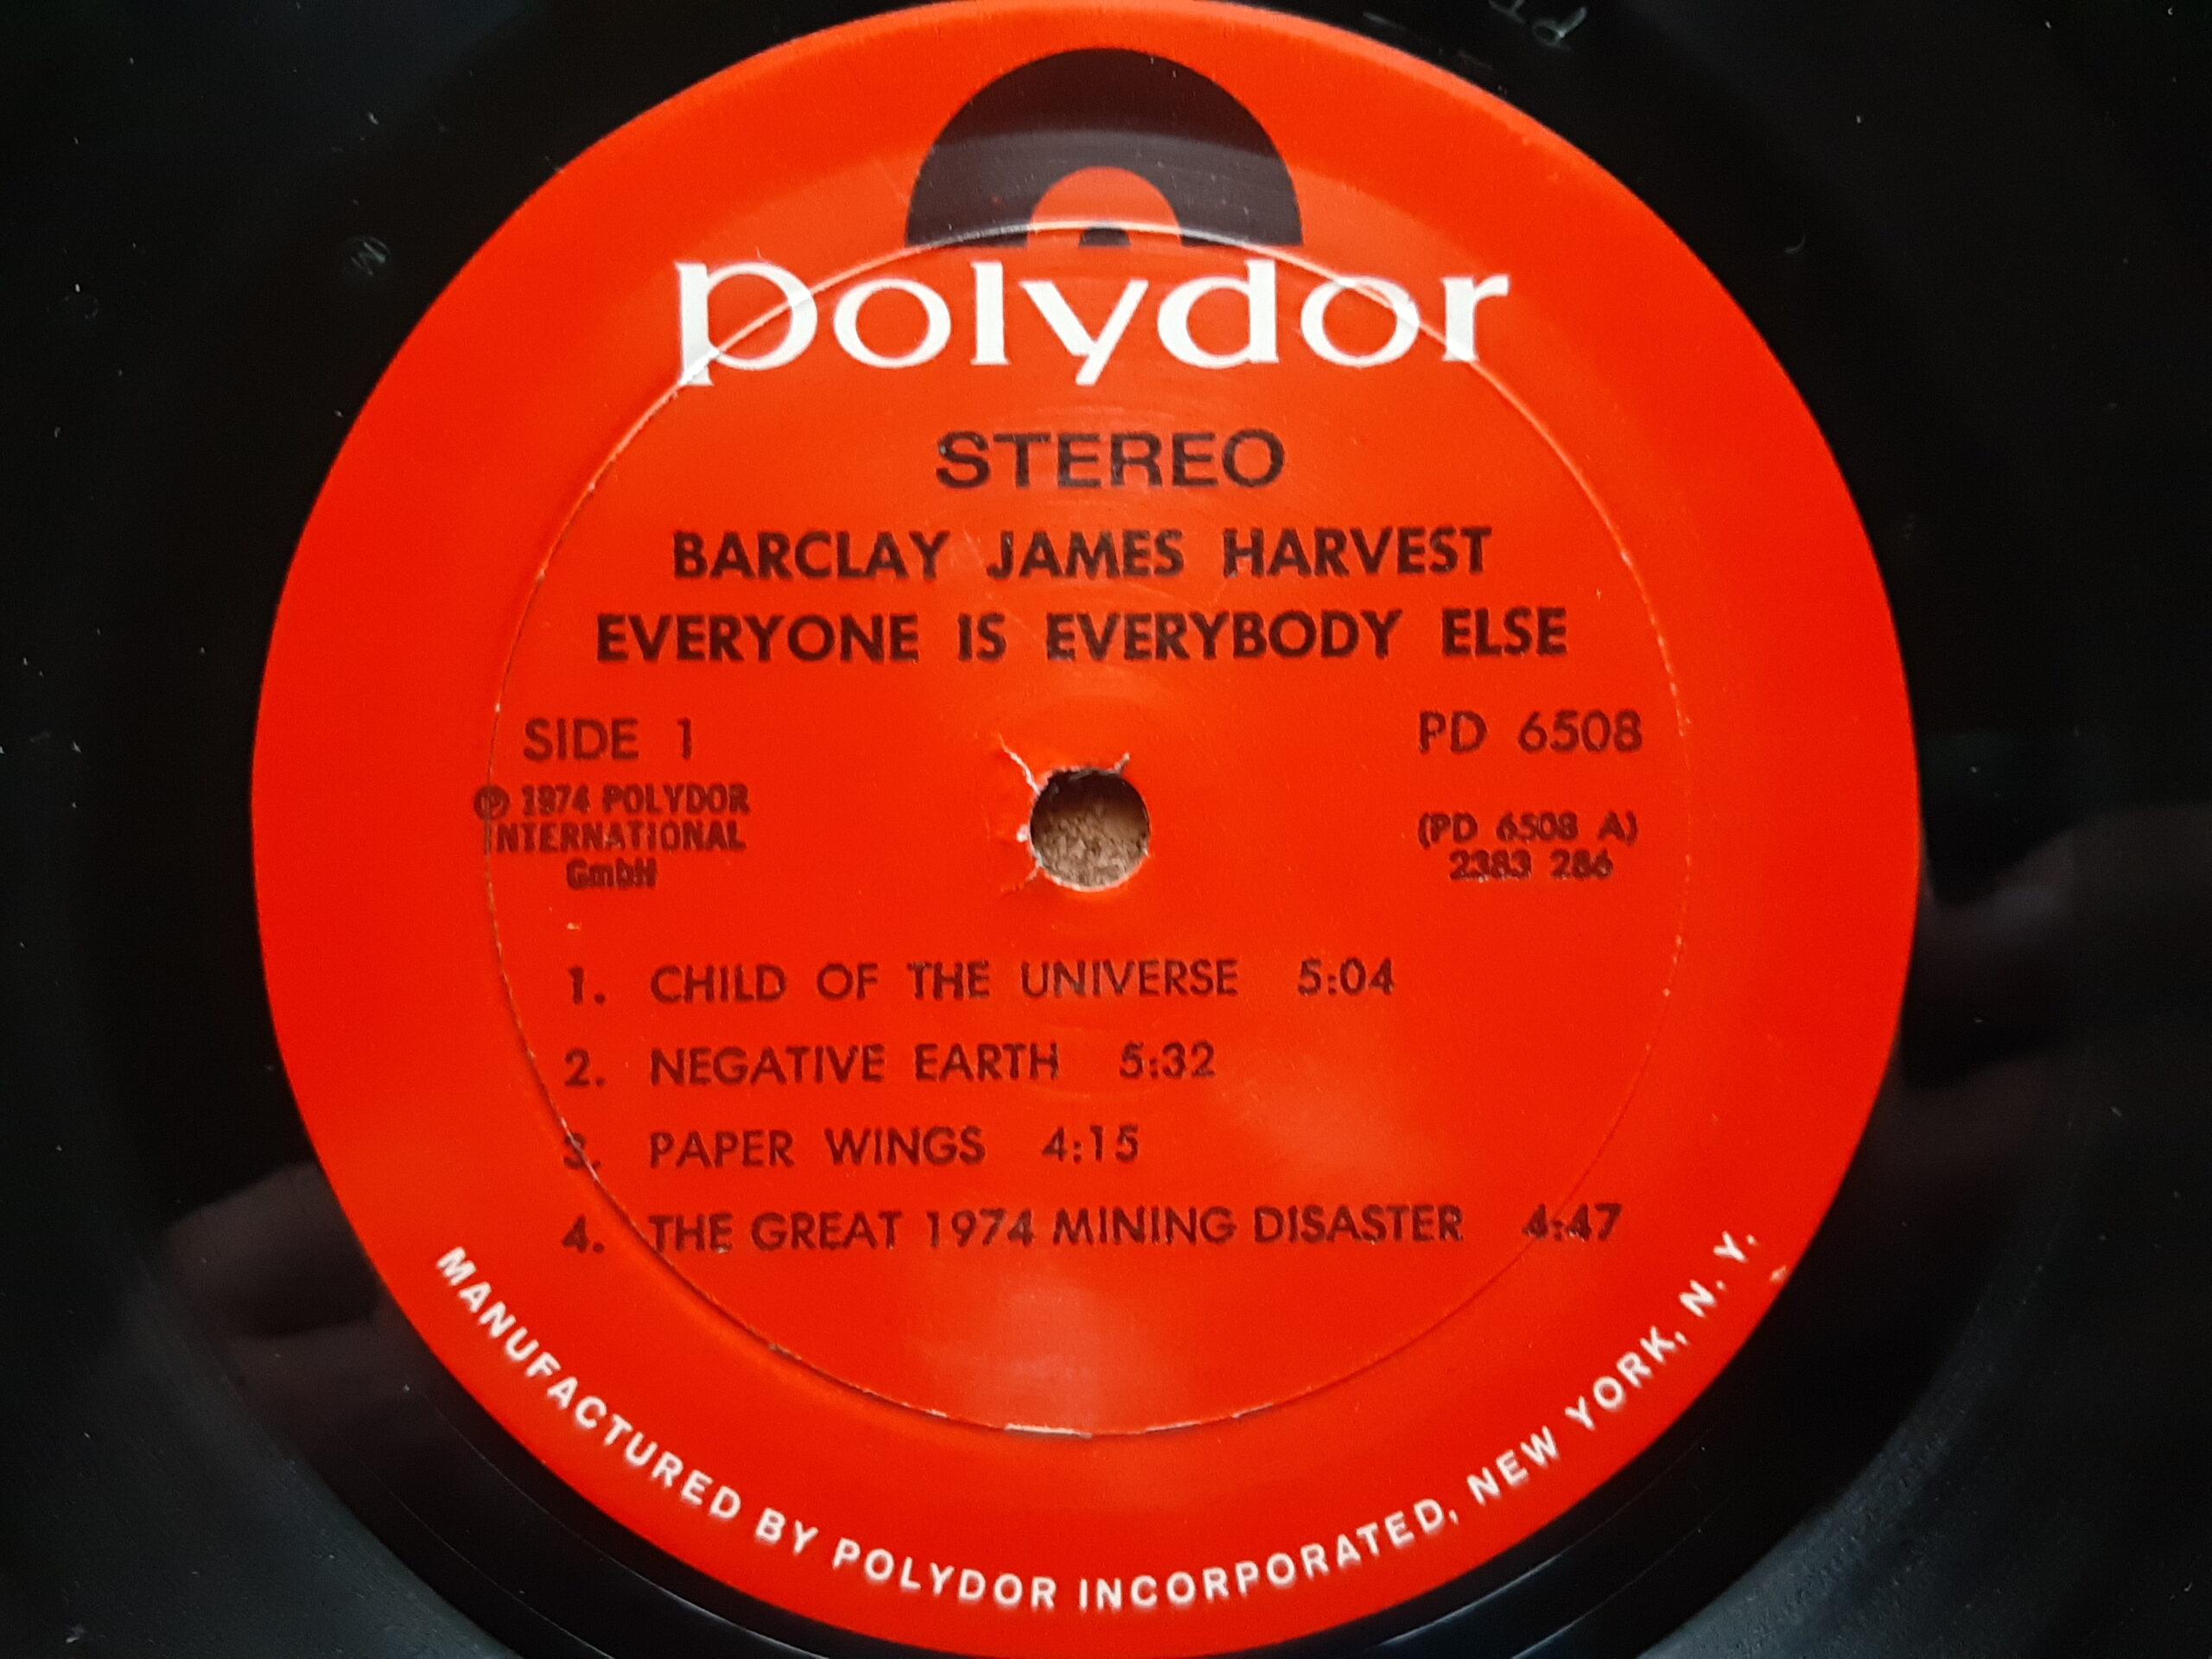 polydor
STEREO
BARCLAY JAMES HARVEST
EVERYONE IS EVERYBODY ELSE
SIDE 1
PD 6508
℗ 1974 POLYDOR
INTERNATIONAL
GmbH
(PD 6508 A)
2383 286
1. CHILD OF THE UNIVERSE 5:04
2. NEGATIVE EARTH 5:32
3. PAPER WINGS 4:15
4. THE GREAT 1974 MINING DISASTER 4:47
MANUFACTURED BY POLYDOR INCORPORATED, NEW YORK, N. Y.